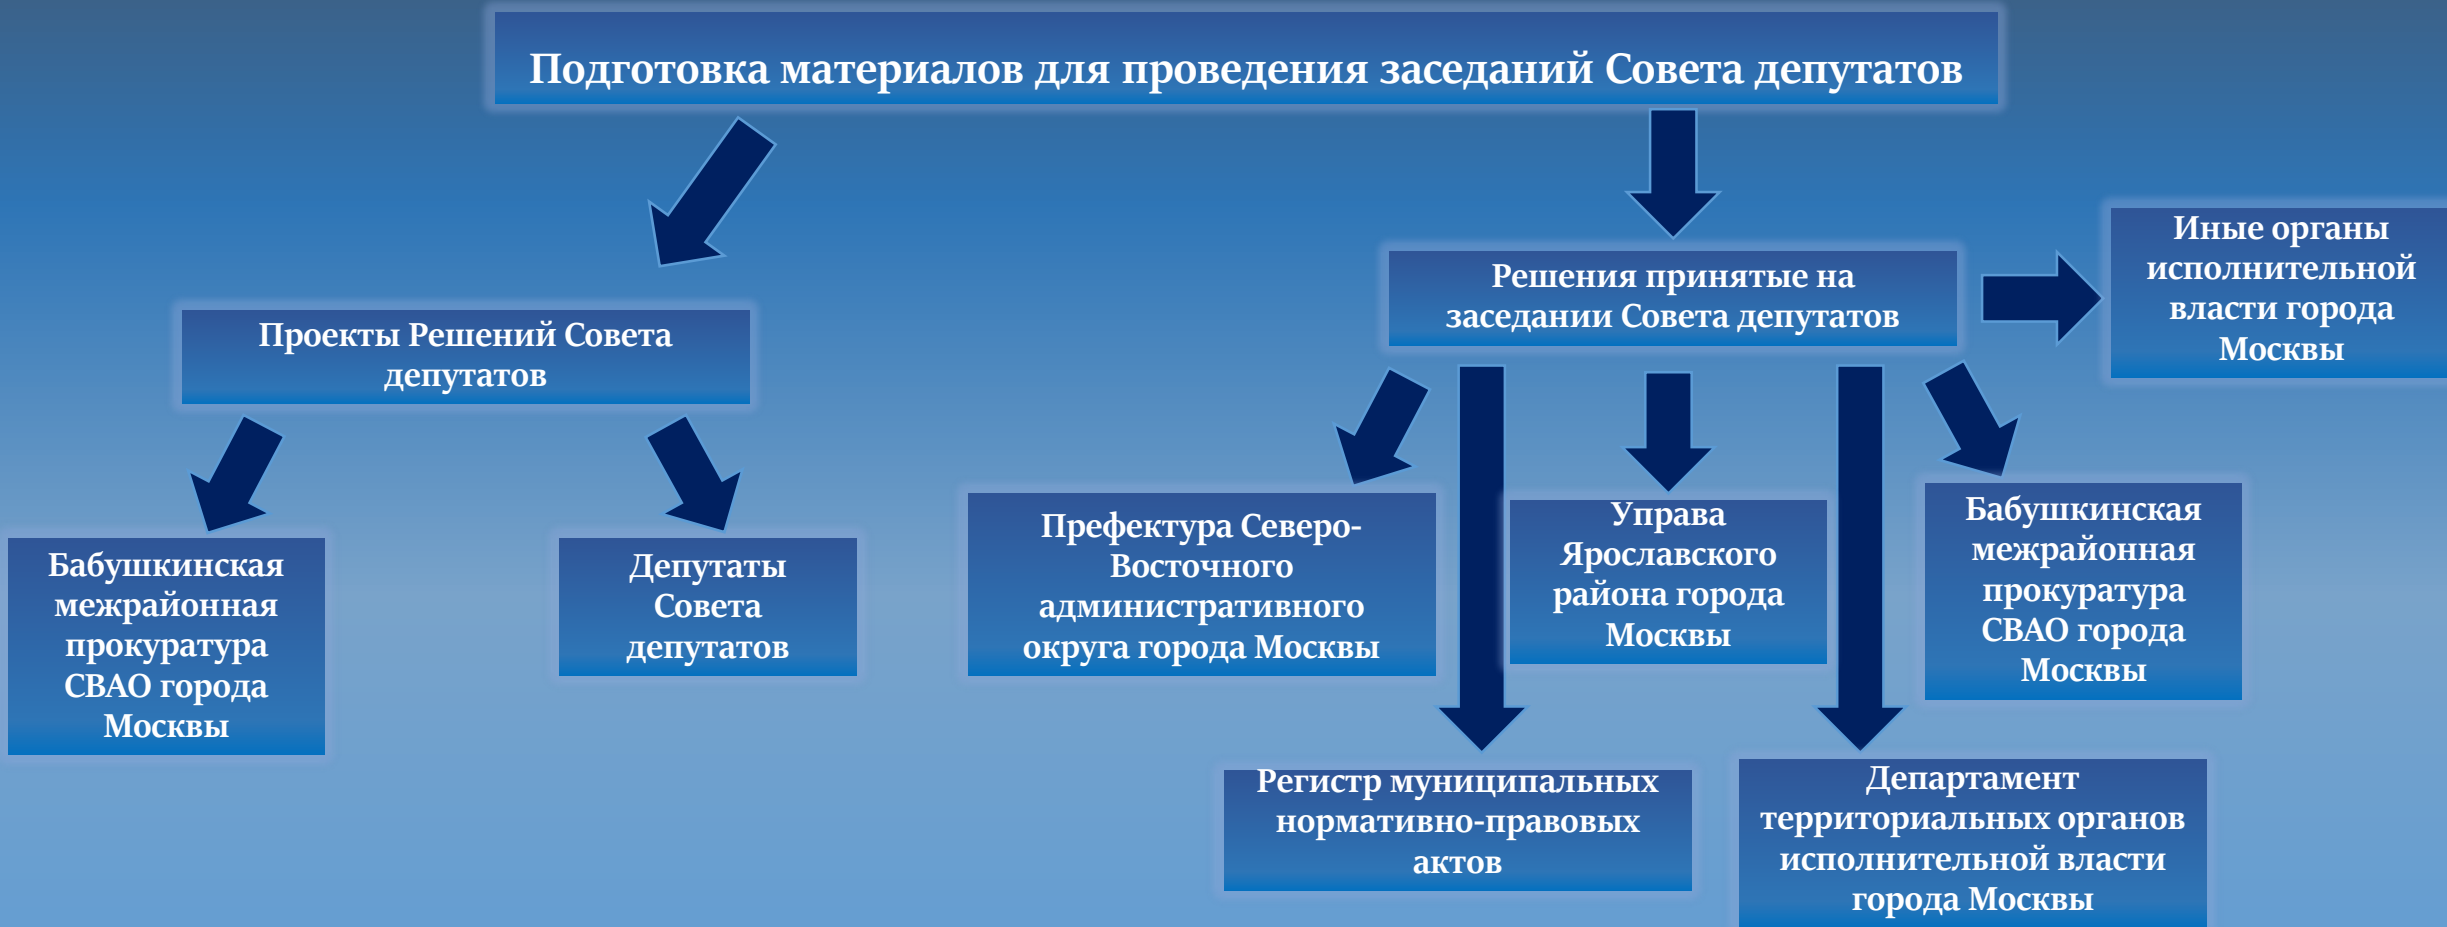 Подготовка материалов для проведения заседаний Совета депутатов
Проекты Решений Совета
депутатов
Бабушкинская
межрайонная
прокуратура
СВАО города
Москвы
Депутаты
Совета
депутатов
Решения принятые на
заседании Совета депутатов
Иные органы
исполнительной
власти города
Москвы
Префектура Северо-
Восточного
административного
округа города Москвы
Управа
Ярославского
района города
Москвы
Бабушкинская
межрайонная
прокуратура
СВАО города
Москвы
Регистр муниципальных
нормативно-правовых
актов
Департамент
территориальных органов
исполнительной власти
города Москвы